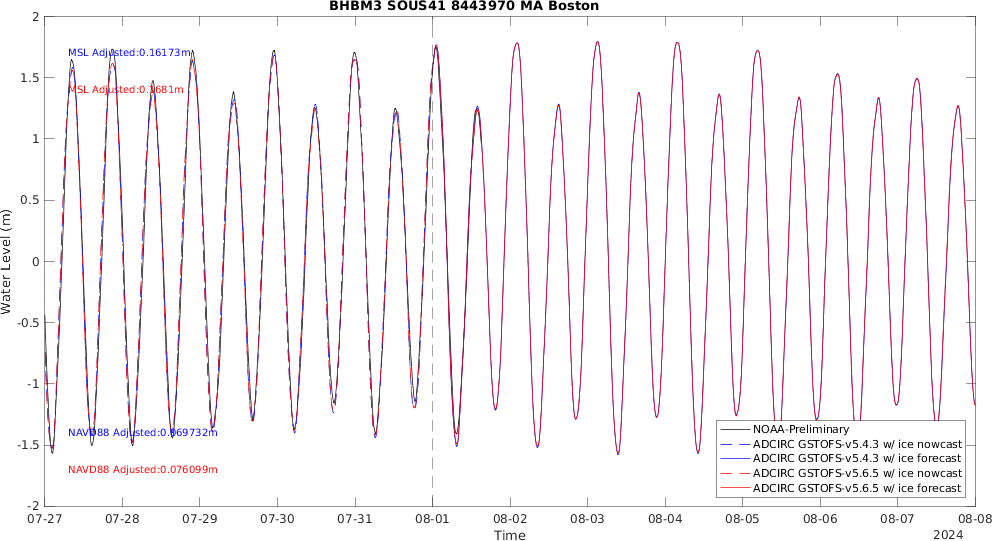 BHBM3 SOUS41 8443970 MA Boston
2
1.5
1
0.5
0
-0.5
-1
-1.5
-2
Water Level (m)
MSL Adjusted:0.16173m
MSL Adjusted:0.1681m
NAVD88 Adjusted:0.069732m
NAVD88 Adjusted:0.076099m
NOAA-Preliminary
ADCIRC GSTOFS-v5.4.3 w/ ice nowcast
ADCIRC GSTOFS-v5.4.3 w/ ice forecast
ADCIRC GSTOFS-v5.6.5 w/ ice nowcast
ADCIRC GSTOFS-v5.6.5 w/ ice forecast
07-27 07-28 07-29 07-30 07-31 08-01 08-02 08-03 08-04 08-05 08-06 08-07 08-08
Time
2024